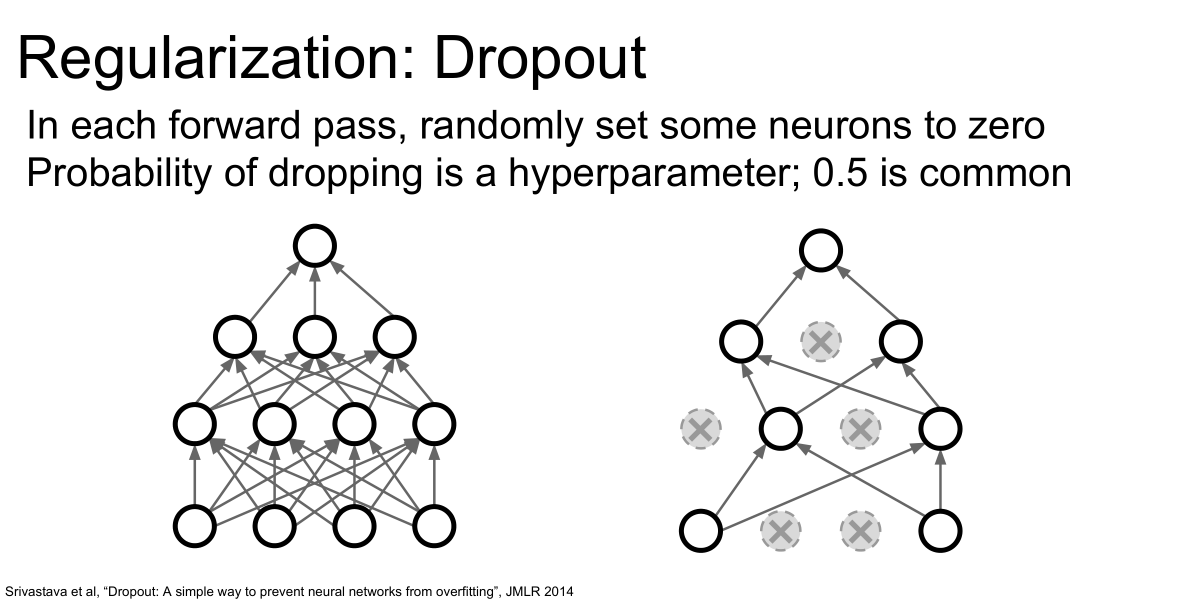 Regularization: Dropout
In each forward pass, randomly set some neurons to zero
Probability of dropping is a hyperparameter; 0.5 is common
Srivastava et al, “Dropout: A simple way to prevent neural networks from overfitting”, JMLR 2014